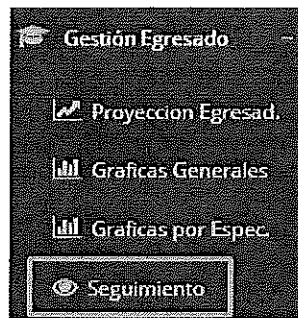 Gestión Egresado -
Proyeccion Egresad.
Graficas Generales
Graficas por Espec.
Seguimiento